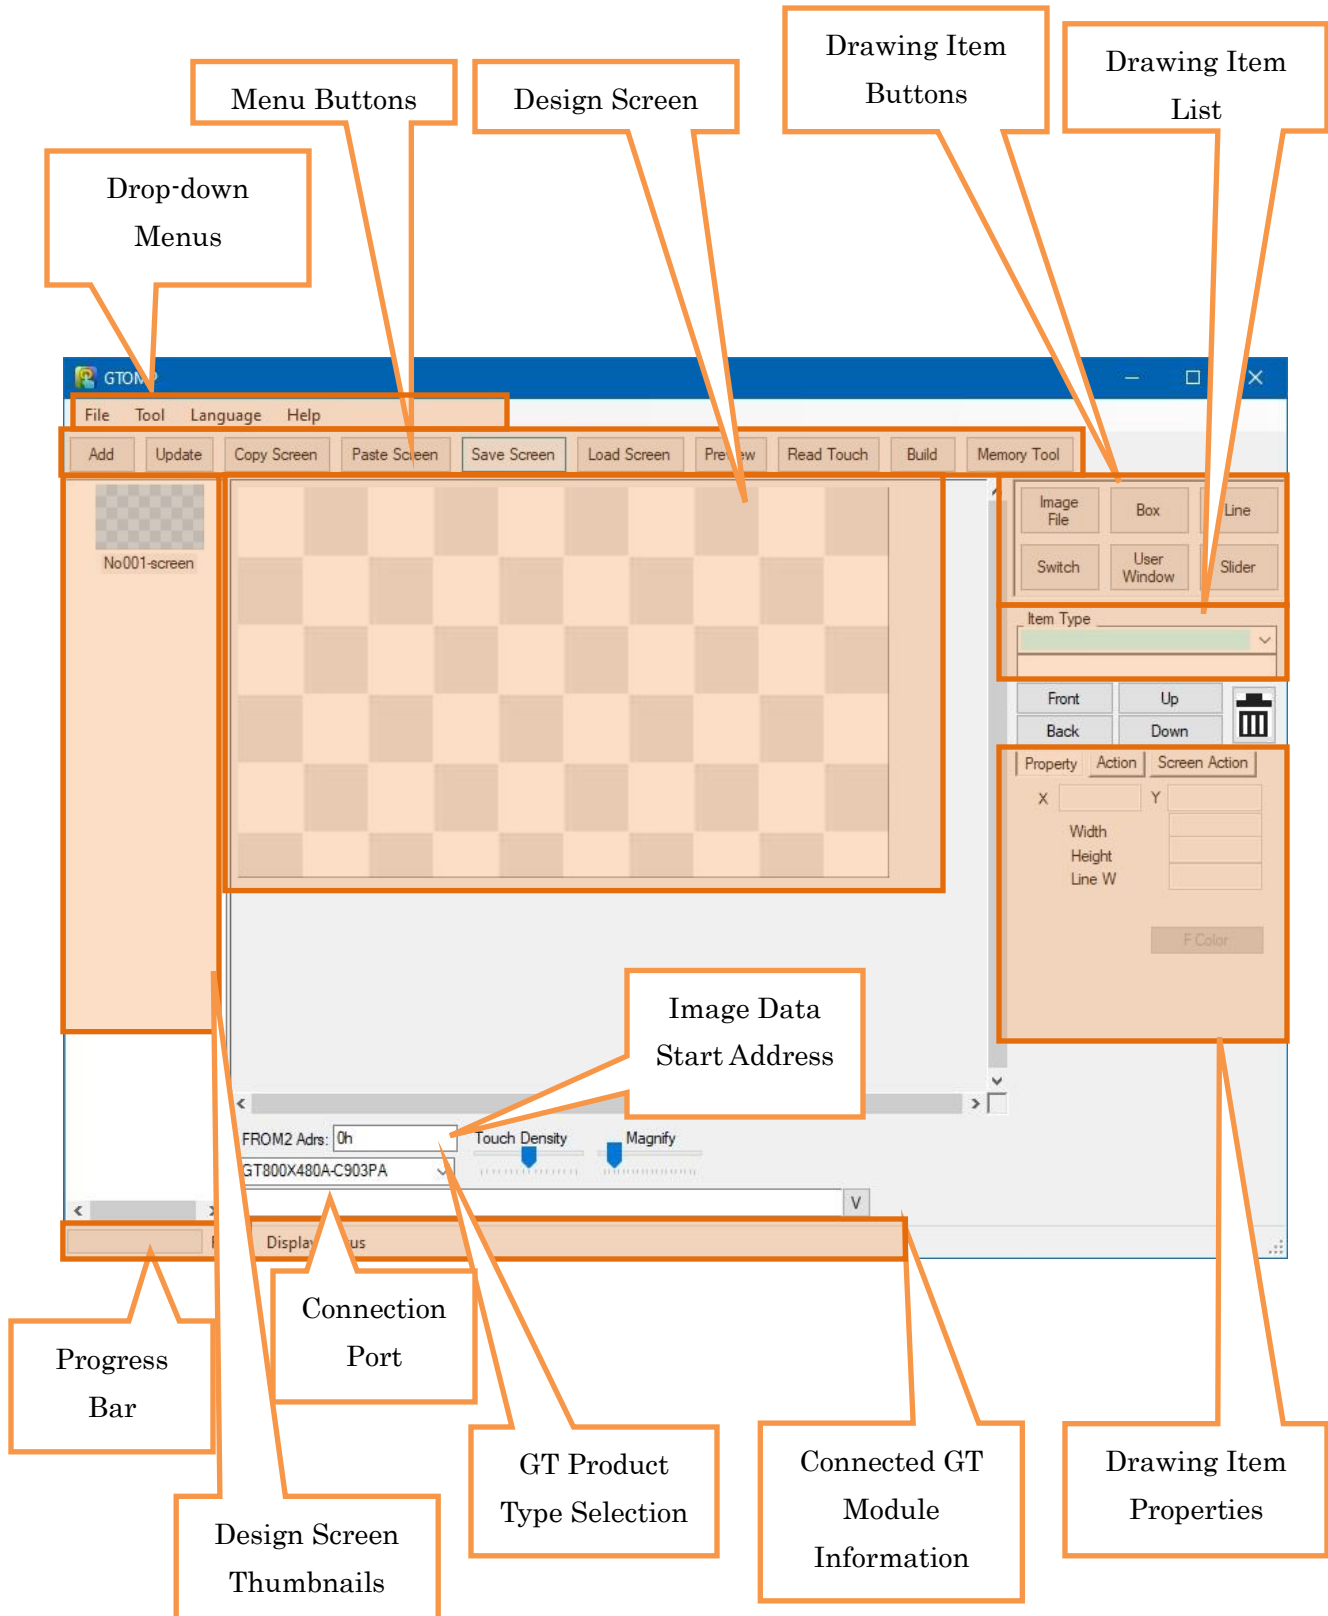 Drawing Item
Buttons
Drawing Item
List
Menu Buttons
Design Screen
Drop-down
Menus
File Tool Language Help
Add Update Copy Screen Paste Screen Save Screen Load Screen Preview Read Touch Build Memory Tool
No001-screen
Image
File
Box
Line
Switch
User
Window
Slider
Item Type
Front Up
Back Down
Property Action Screen Action
X Y
Width
Height
Line W
F Color
Image Data
Start Address
FROM2 Adrs: 0h
Touch Density Magnify
GT800X480A-C903PA
V
Display
Connection
Port
Progress
Bar
GT Product
Type Selection
Connected GT
Module
Information
Drawing Item
Properties
Design Screen
Thumbnails